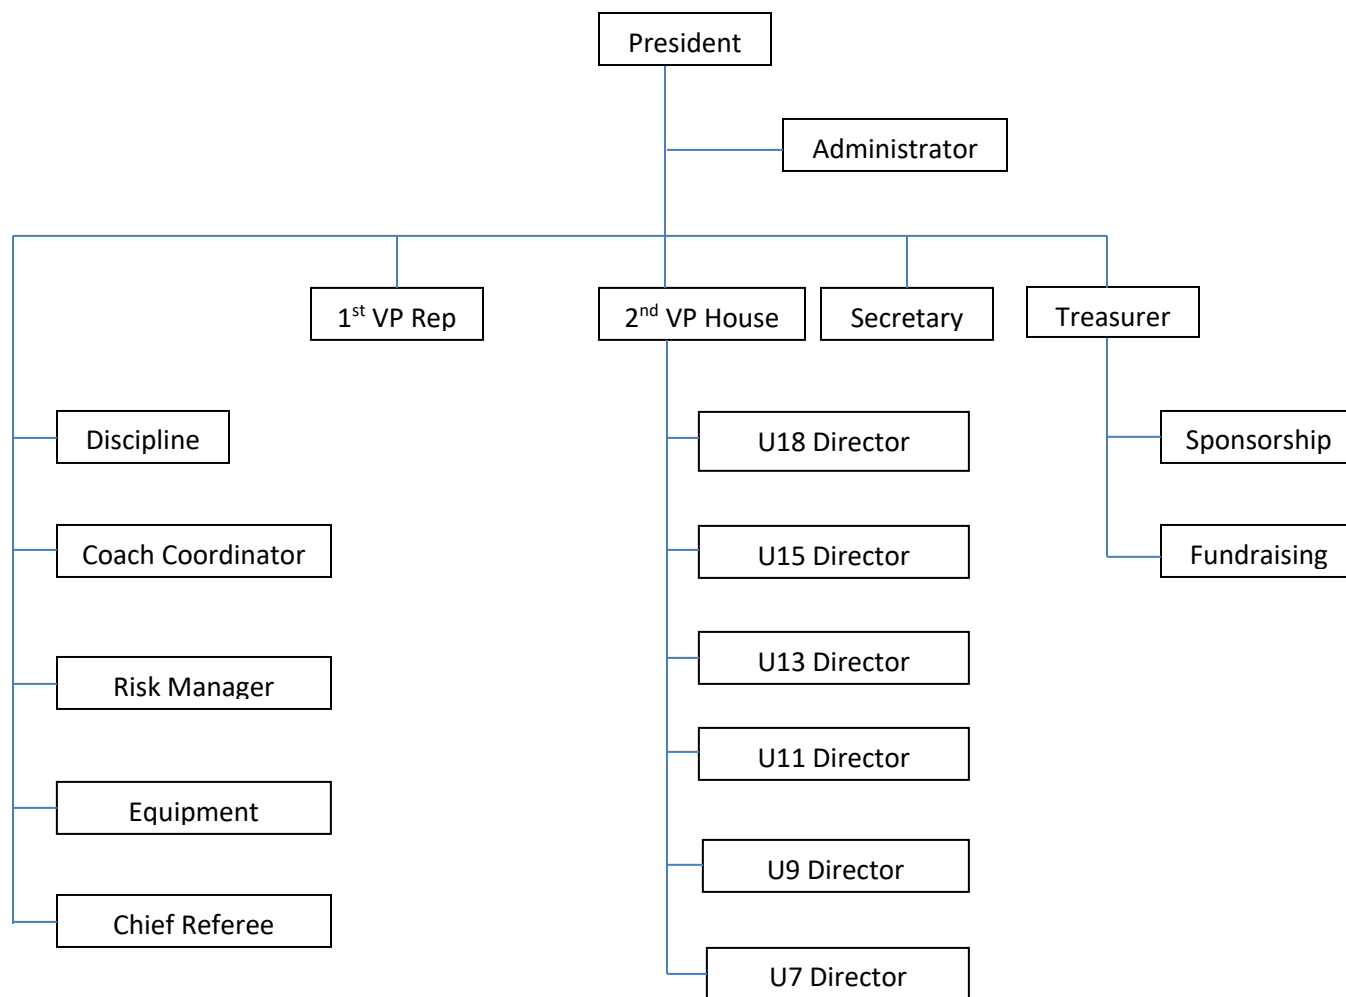 President
Administrator
1st VP Rep
2nd VP House
Secretary
Treasurer
Discipline
U18 Director
Sponsorship
Coach Coordinator
U15 Director
Fundraising
Risk Manager
U13 Director
U11 Director
Equipment
U9 Director
Chief Referee
U7 Director